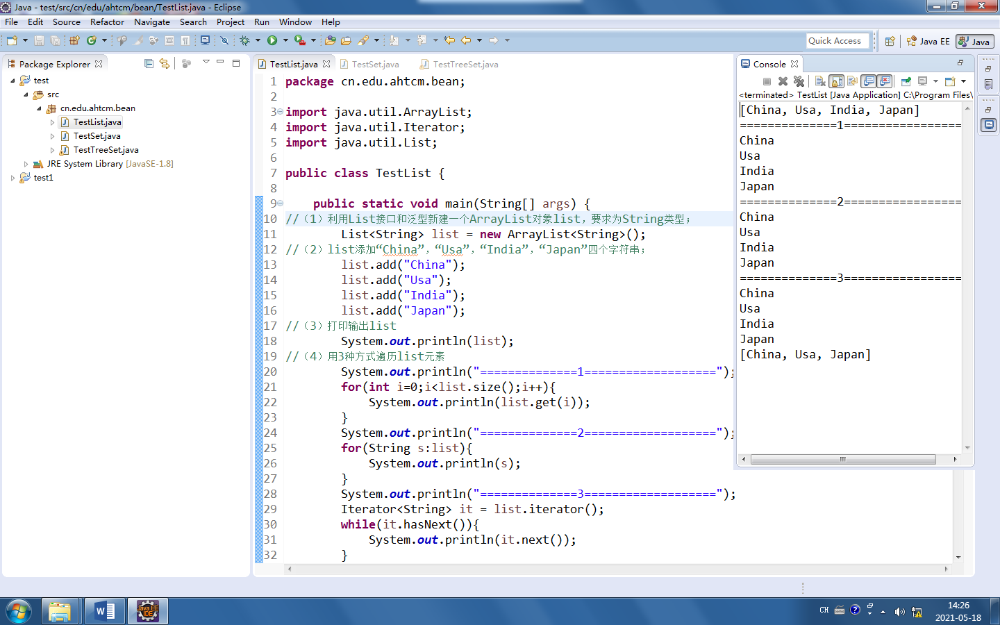 Java - test/src/cn/edu/ahtcm/bean/TestList.java - Eclipse
File Edit Source Refactor Navigate Search Project Run Window Help
Quick Access
Java EE
Java
Package Explorer
test
src
cn.edu.ahtcm.bean
TestList.java
TestSet.java
TestTreeSet.java
JRE System Library [JavaSE-1.8]
test1
TestList.java TestSet.java TestTreeSet.java
1 package cn.edu.ahtcm.bean;
2
3 import java.util.ArrayList;
4 import java.util.Iterator;
5 import java.util.List;
6
7 public class TestList {
8
9 public static void main(String[] args) {
10 //（1）利用List接口和泛型新建一个ArrayList对象list，要求为String类型；
11 List<String> list = new ArrayList<String>();
12 //（2）list添加“China”，“Usa”，“India”，“Japan”四个字符串；
13 list.add("China");
14 list.add("Usa");
15 list.add("India");
16 list.add("Japan");
17 //（3）打印输出list
18 System.out.println(list);
19 //（4）用3种方式遍历list元素
20 System.out.println("==============1===================");
21 for(int i=0;i<list.size();i++){
22 System.out.println(list.get(i));
23 }
24 System.out.println("==============2===================");
25 for(String s:list){
26 System.out.println(s);
27 }
28 System.out.println("==============3===================");
29 Iterator<String> it = list.iterator();
30 while(it.hasNext()){
31 System.out.println(it.next());
32 }
Console
<terminated> TestList [Java Application] C:\Program Files\
[China, Usa, India, Japan]
==============1=================
China
Usa
India
Japan
==============2=================
China
Usa
India
Japan
==============3=================
China
Usa
India
Japan
[China, Usa, Japan]
Java EE
IDE
CH
14:26
2021-05-18